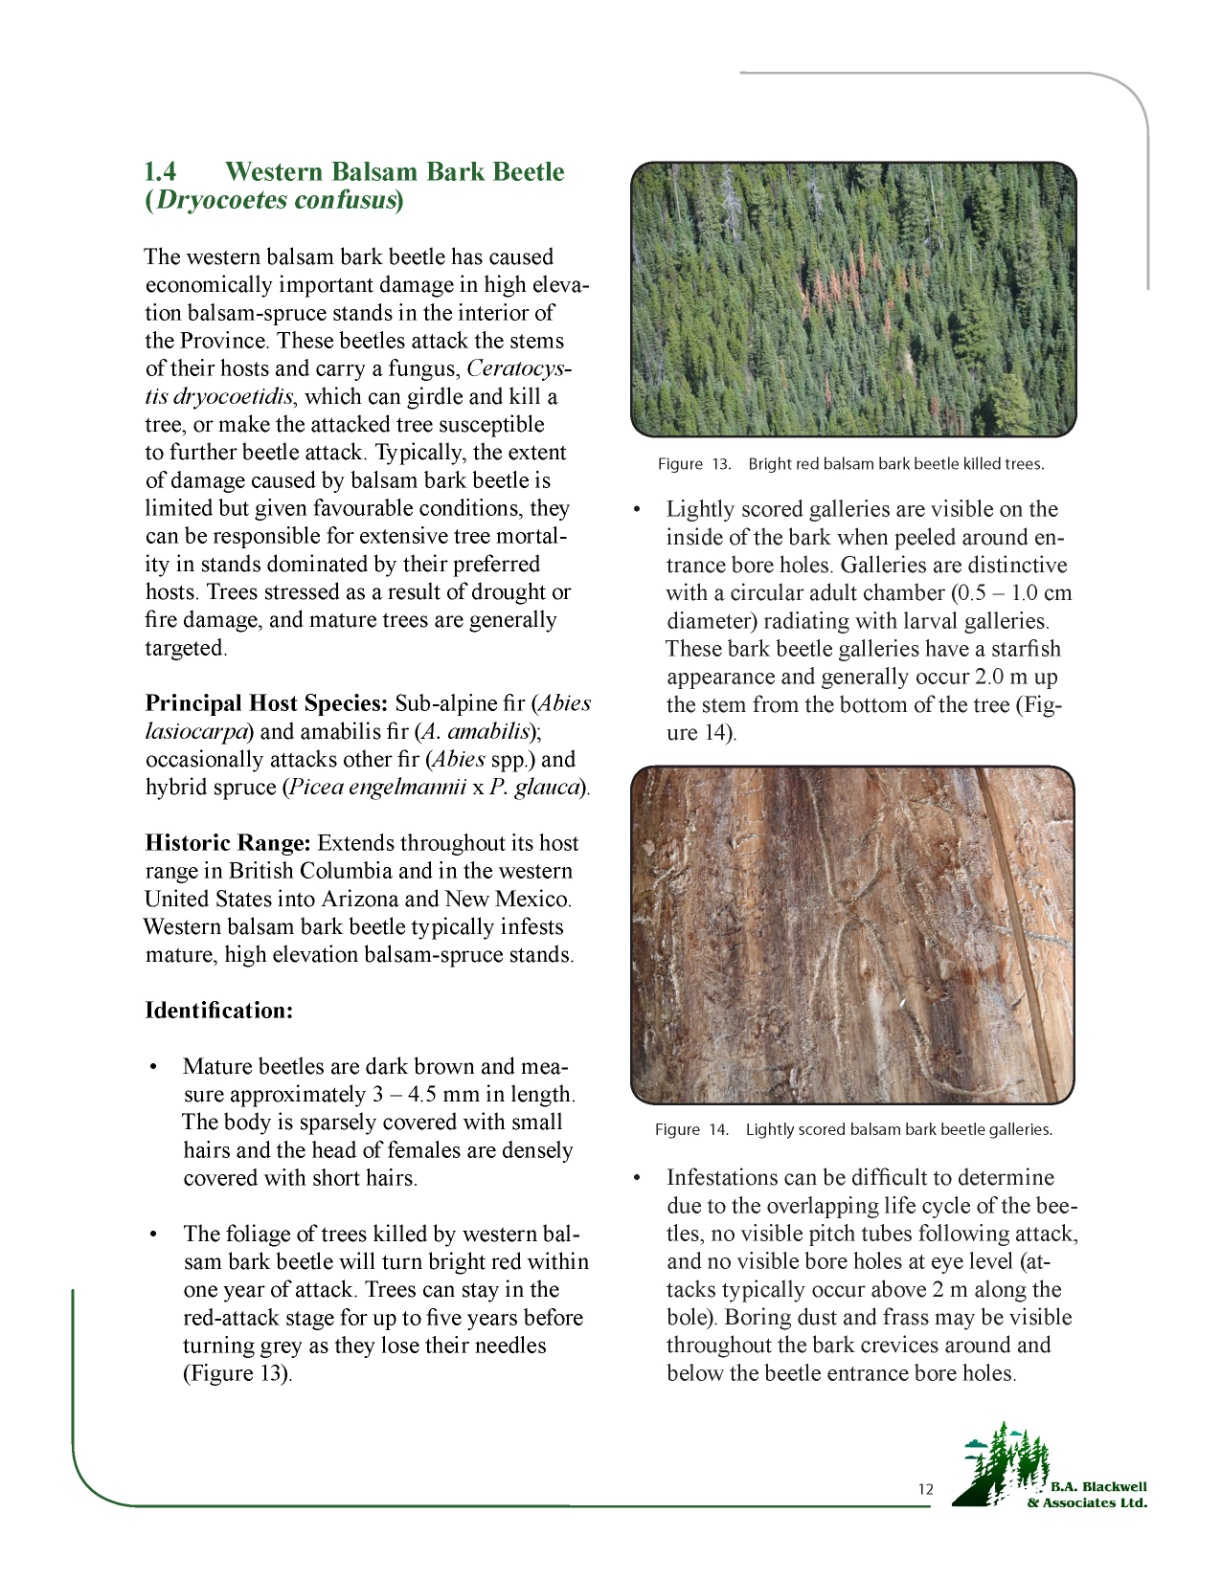 1.4 Western Balsam Bark Beetle
(Dryocoetes confusus)
The western balsam bark beetle has caused
economically important damage in high eleva-
tion balsam-spruce stands in the interior of
the Province. These beetles attack the stems
of their hosts and carry a fungus, Ceratocys-
tis dryocoetidis, which can girdle and kill a
tree, or make the attacked tree susceptible
to further beetle attack. Typically, the extent
of damage caused by balsam bark beetle is
limited but given favourable conditions, they
can be responsible for extensive tree mortal-
ity in stands dominated by their preferred
hosts. Trees stressed as a result of drought or
fire damage, and mature trees are generally
targeted.
Principal Host Species: Sub-alpine fir (Abies
lasiocarpa) and amabilis fir (A. amabilis);
occasionally attacks other fir (Abies spp.) and
hybrid spruce (Picea engelmannii x P. glauca).
Historic Range: Extends throughout its host
range in British Columbia and in the western
United States into Arizona and New Mexico.
Western balsam bark beetle typically infests
mature, high elevation balsam-spruce stands.
Identification:
• Mature beetles are dark brown and mea-
sure approximately 3 – 4.5 mm in length.
The body is sparsely covered with small
hairs and the head of females are densely
covered with short hairs.
• The foliage of trees killed by western bal-
sam bark beetle will turn bright red within
one year of attack. Trees can stay in the
red-attack stage for up to five years before
turning grey as they lose their needles
(Figure 13).
Figure 13. Bright red balsam bark beetle killed trees.
• Lightly scored galleries are visible on the
inside of the bark when peeled around en-
trance bore holes. Galleries are distinctive
with a circular adult chamber (0.5 – 1.0 cm
diameter) radiating with larval galleries.
These bark beetle galleries have a starfish
appearance and generally occur 2.0 m up
the stem from the bottom of the tree (Fig-
ure 14).
Figure 14. Lightly scored balsam bark beetle galleries.
• Infestations can be difficult to determine
due to the overlapping life cycle of the bee-
tles, no visible pitch tubes following attack,
and no visible bore holes at eye level (at-
tacks typically occur above 2 m along the
bole). Boring dust and frass may be visible
throughout the bark crevices around and
below the beetle entrance bore holes.
12
B.A. Blackwell
& Associates Ltd.